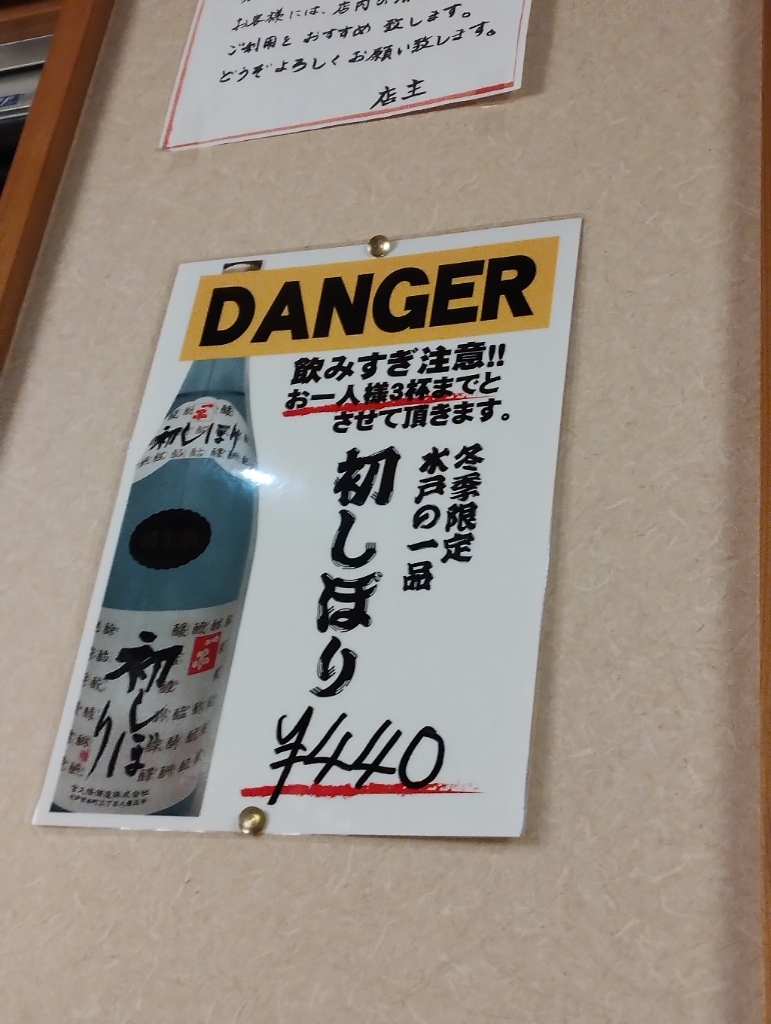 お客様には、店内の
ご利用を おすすめ 致します。
どうぞよろしく お願い致します。
店主
DANGER
飲みすぎ注意!!
お一人様3杯までと
させて頂きます。
冬季限定
水戸の一品
初しぼり
¥440
初しぼり
一品
初しぼり